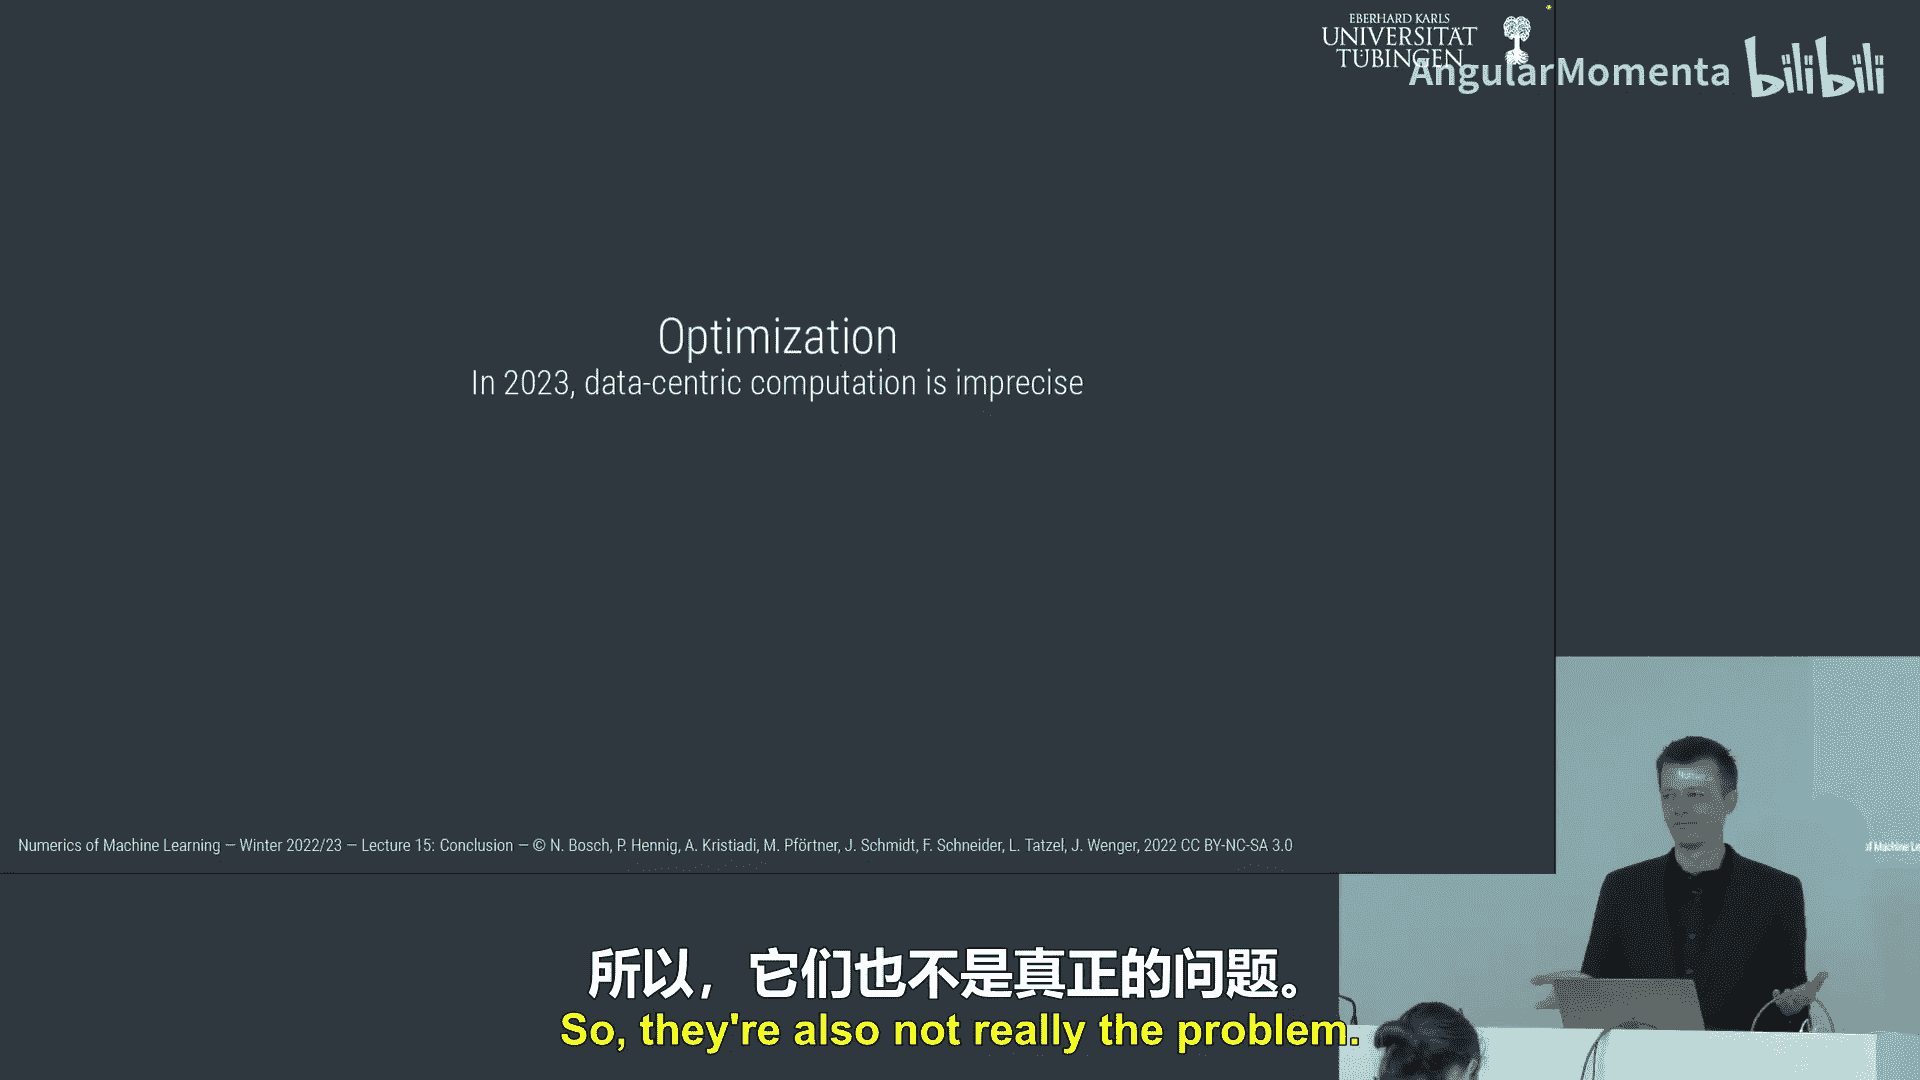 EBERHARD KARLS
UNIVERSITÄT
TÜBINGEN
AngularMomenta bilibili
Optimization
In 2023, data-centric computation is imprecise
Numerics of Machine Learning — Winter 2022/23 — Lecture 15: Conclusion — © N. Bosch, P. Hennig, A. Kristiadi, M. Pförtner, J. Schmidt, F. Schneider, L. Tatzel, J. Wenger, 2022 CC BY-NC-SA 3.0
of Machine Le
所以，它们也不是真正的问题。
So, they're also not really the problem.